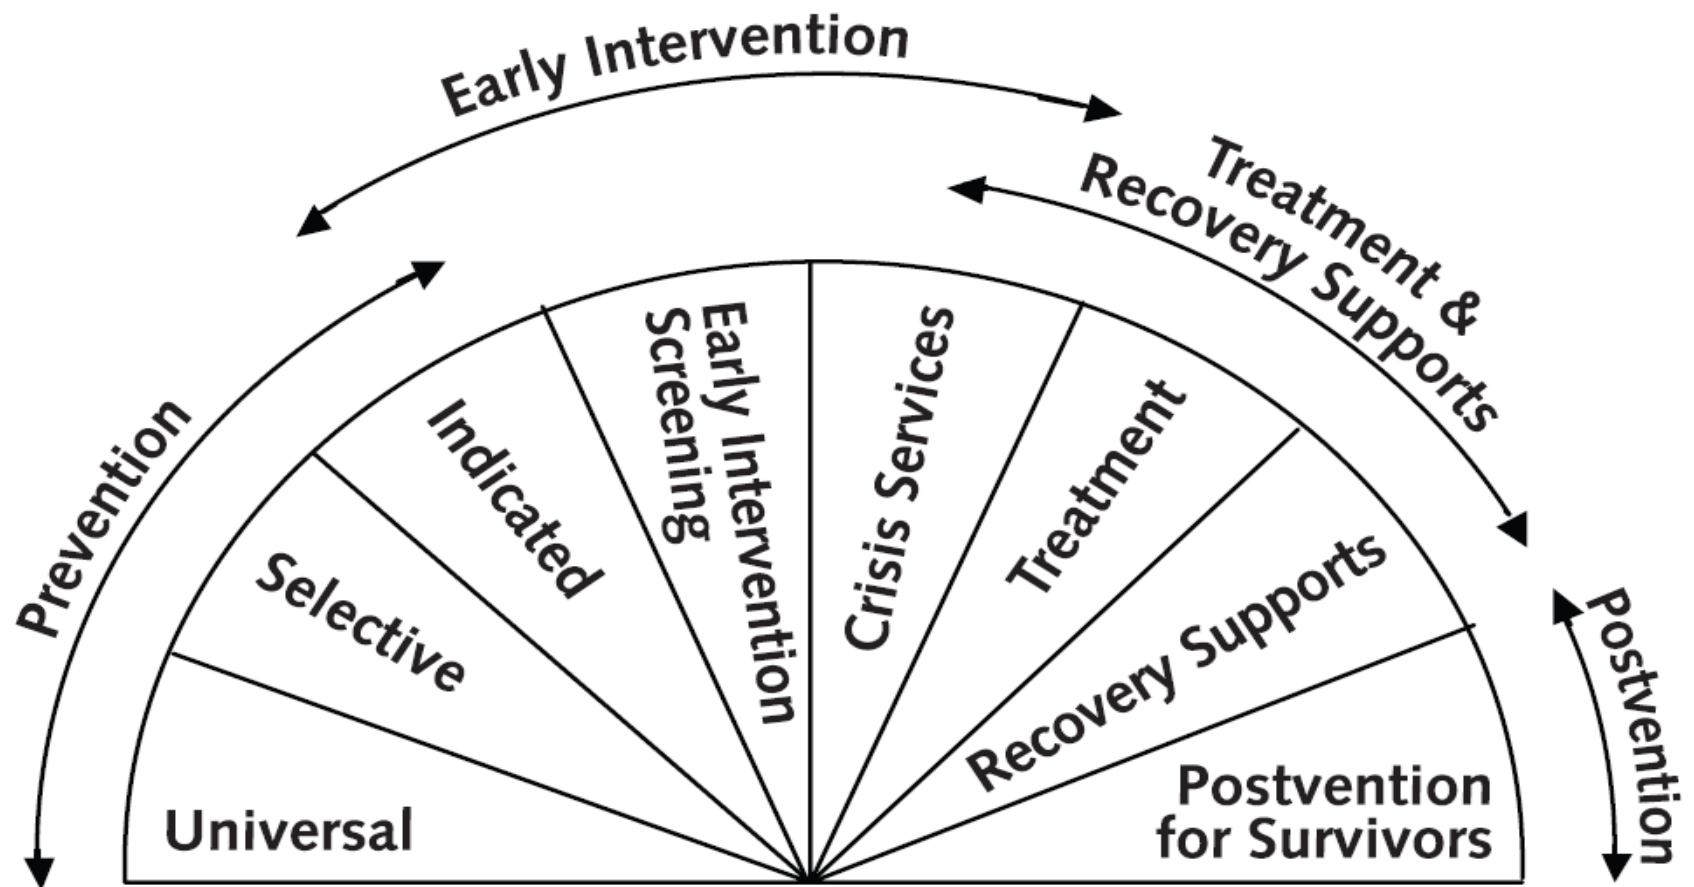 Early Intervention
Treatment &
Recovery Supports
Prevention
Postvention
Universal
Selective
Indicated
Early Intervention
Screening
Crisis Services
Treatment
Recovery Supports
Postvention
for Survivors